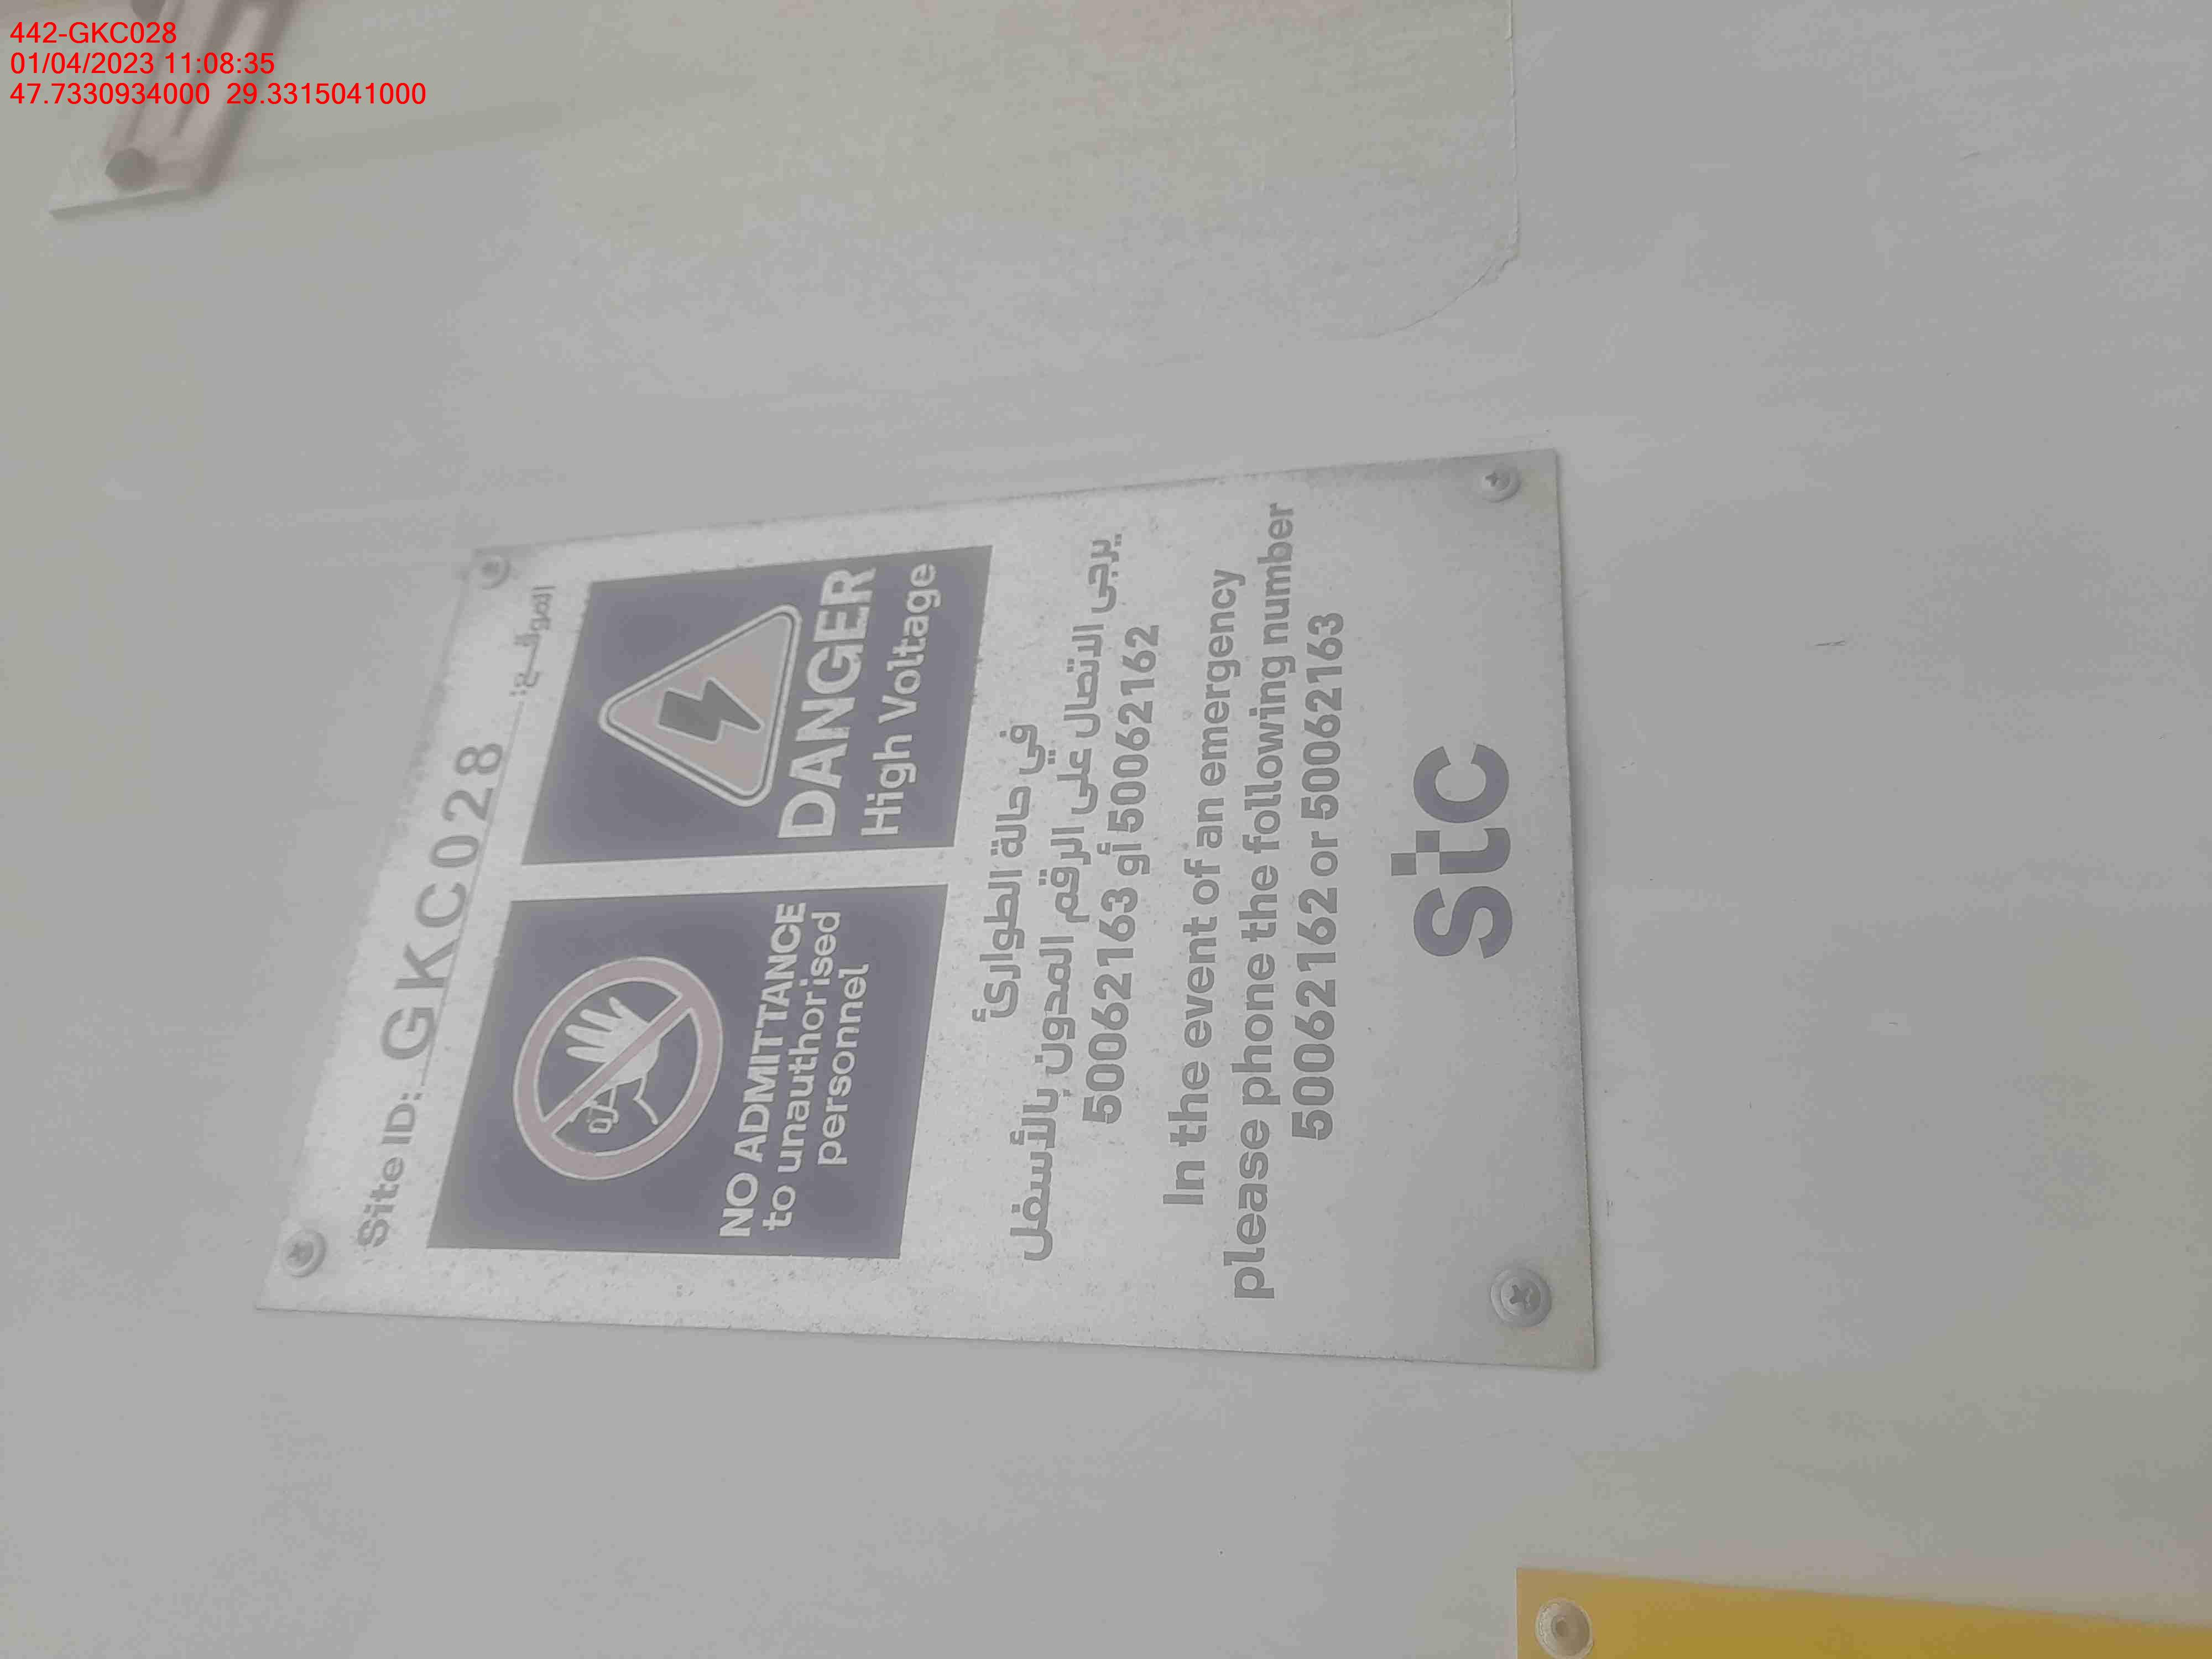 442-GKC028
01/04/2023 11:08:35
47.7330934000 29.3315041000
Site ID: GKC028 الموقـــع:
NO ADMITTANCE
to unauthorised
personnel
DANGER
High Voltage
في حالة الطوارئ
يرجى الاتصال على الرقم المدون بالأسفل
50062163 أو 50062162
In the event of an emergency
please phone the following number
50062162 or 50062163
stc